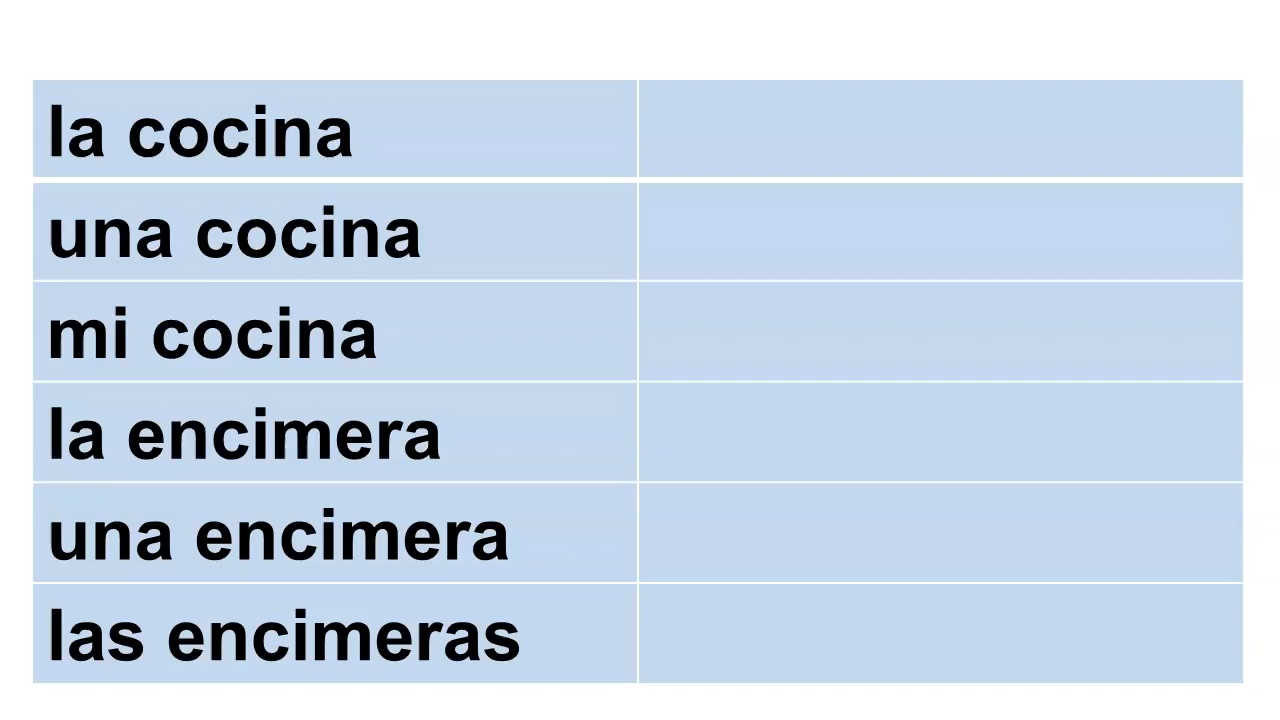 la cocina
una cocina
mi cocina
la encimera
una encimera
las encimeras